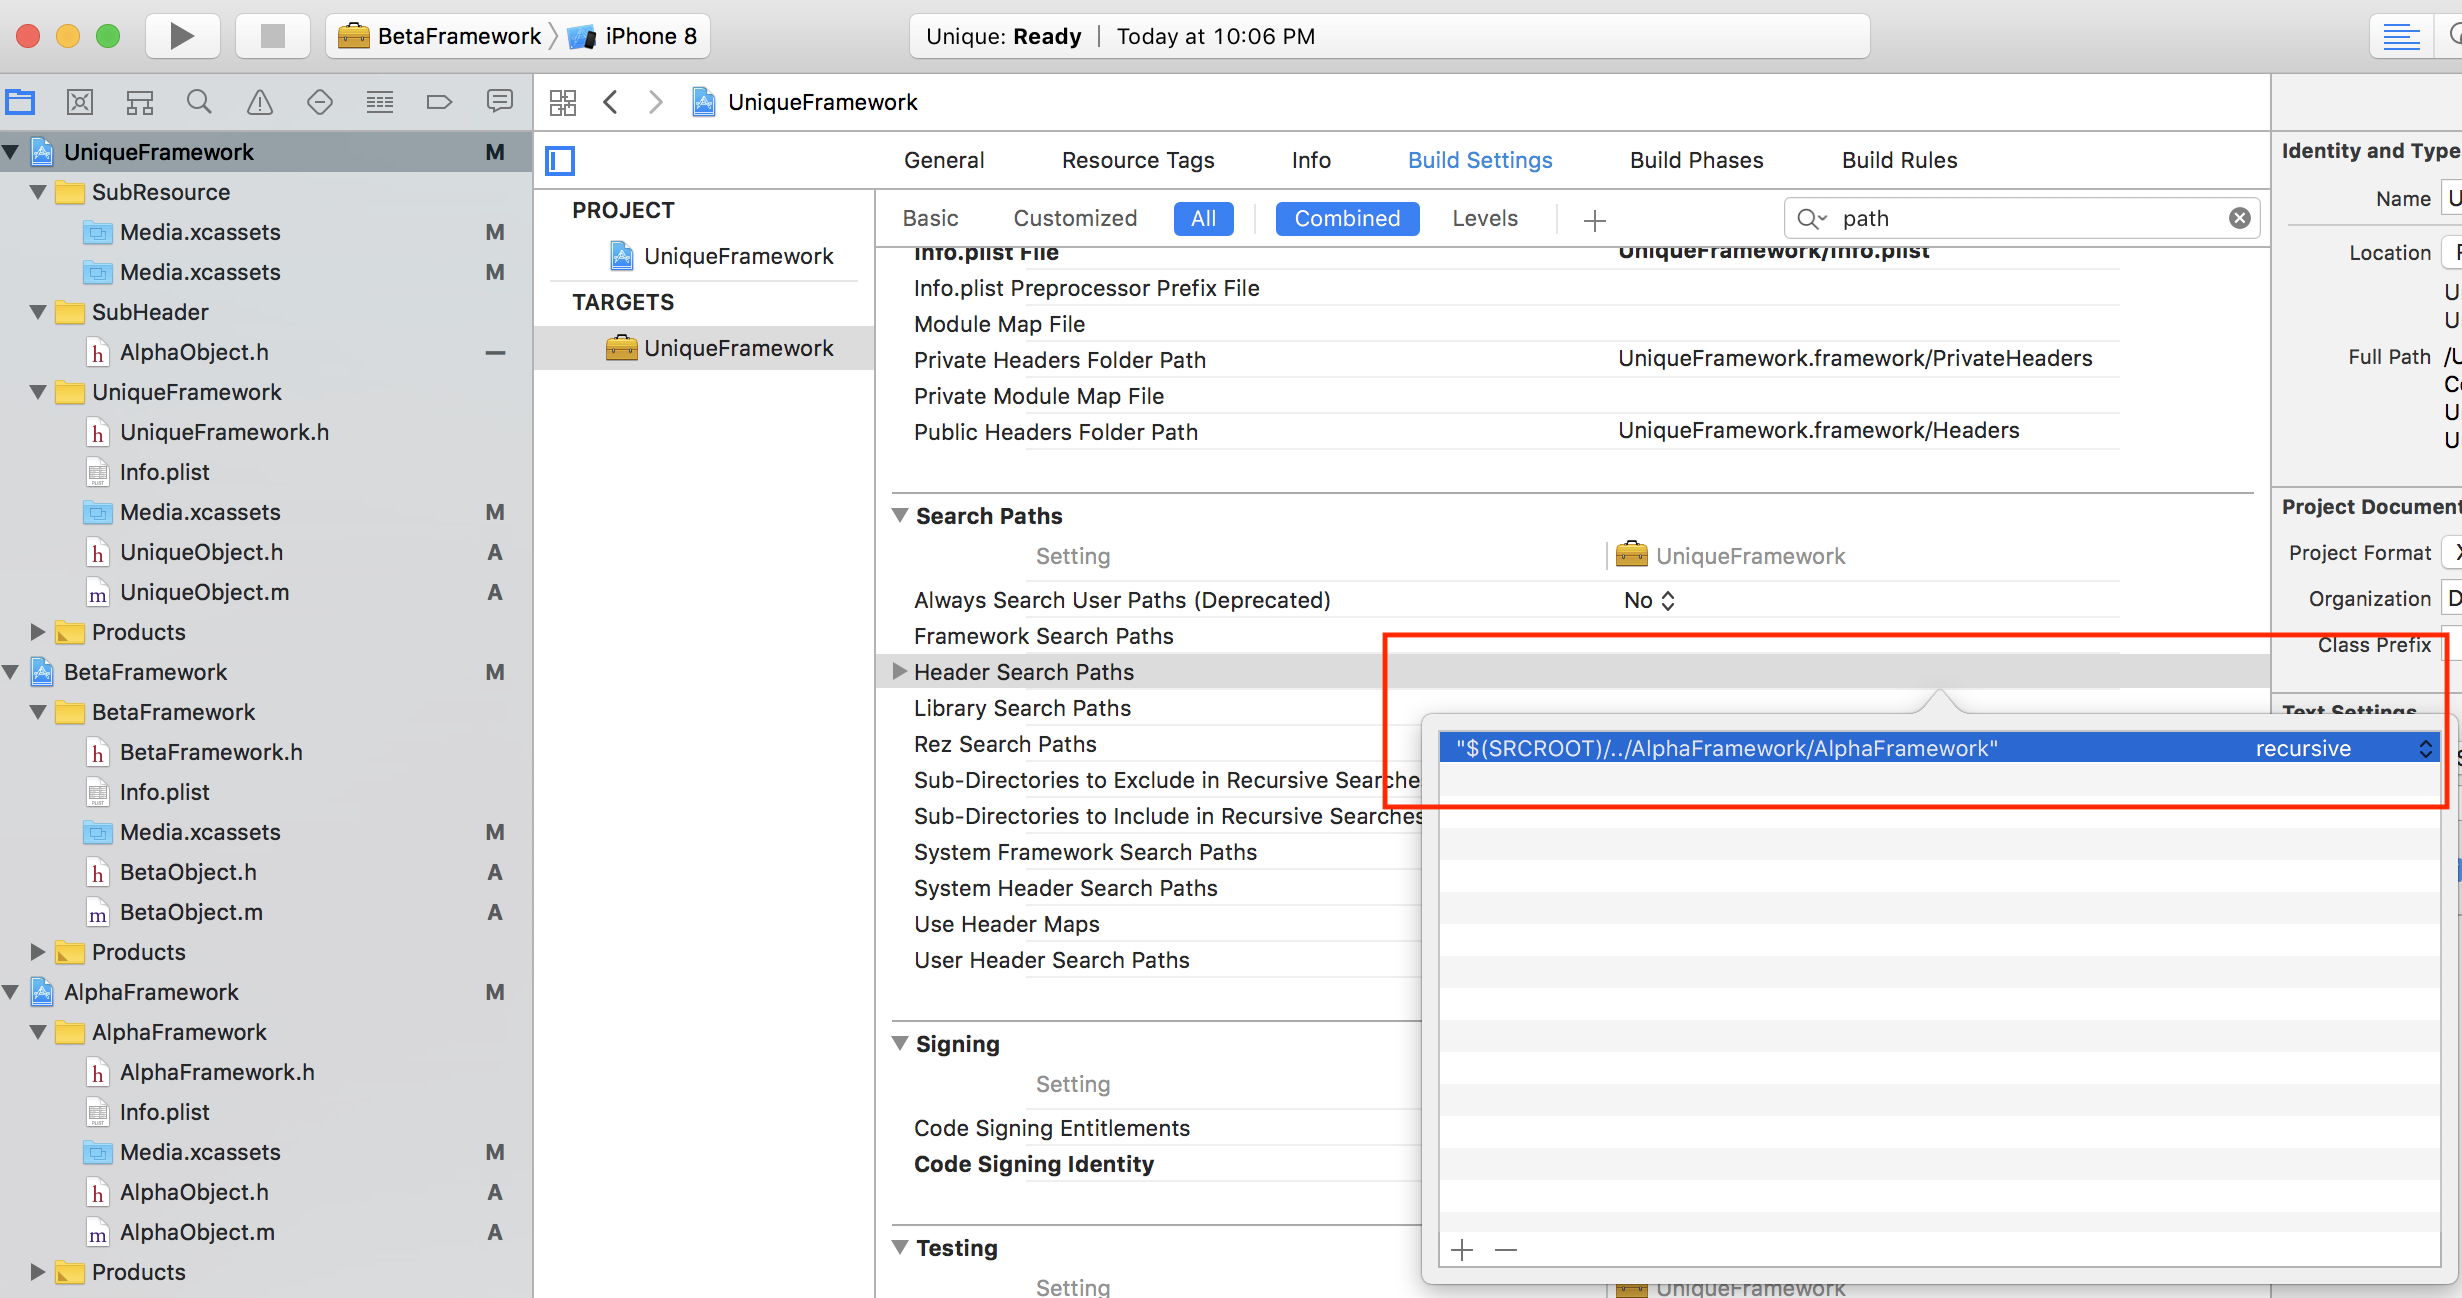 BetaFramework iPhone 8
Unique: Ready | Today at 10:06 PM
UniqueFramework
UniqueFramework M
SubResource
Media.xcassets M
Media.xcassets M
SubHeader
AlphaObject.h —
UniqueFramework
UniqueFramework.h
Info.plist
Media.xcassets M
UniqueObject.h A
UniqueObject.m A
Products
BetaFramework M
BetaFramework
BetaFramework.h
Info.plist
Media.xcassets M
BetaObject.h A
BetaObject.m A
Products
AlphaFramework M
AlphaFramework
AlphaFramework.h
Info.plist
Media.xcassets M
AlphaObject.h A
AlphaObject.m A
Products
General Resource Tags Info Build Settings Build Phases Build Rules
PROJECT
UniqueFramework
TARGETS
UniqueFramework
Basic Customized All Combined Levels + path
Info.plist File UniqueFramework/Info.plist
Info.plist Preprocessor Prefix File
Module Map File
Private Headers Folder Path UniqueFramework.framework/PrivateHeaders
Private Module Map File
Public Headers Folder Path UniqueFramework.framework/Headers
Search Paths
Setting UniqueFramework
Always Search User Paths (Deprecated) No
Framework Search Paths
Header Search Paths
Library Search Paths
Rez Search Paths
Sub-Directories to Exclude in Recursive Searche
Sub-Directories to Include in Recursive Searches
System Framework Search Paths
System Header Search Paths
Use Header Maps
User Header Search Paths
"$(SRCROOT)/../AlphaFramework/AlphaFramework" recursive
Signing
Setting
Code Signing Entitlements
Code Signing Identity
Testing
Setting UniqueFramework
Identity and Type
Name U
Location
U
U
Full Path /U
Co
U
U
Project Document
Project Format X
Organization D
Class Prefix
Text Settings